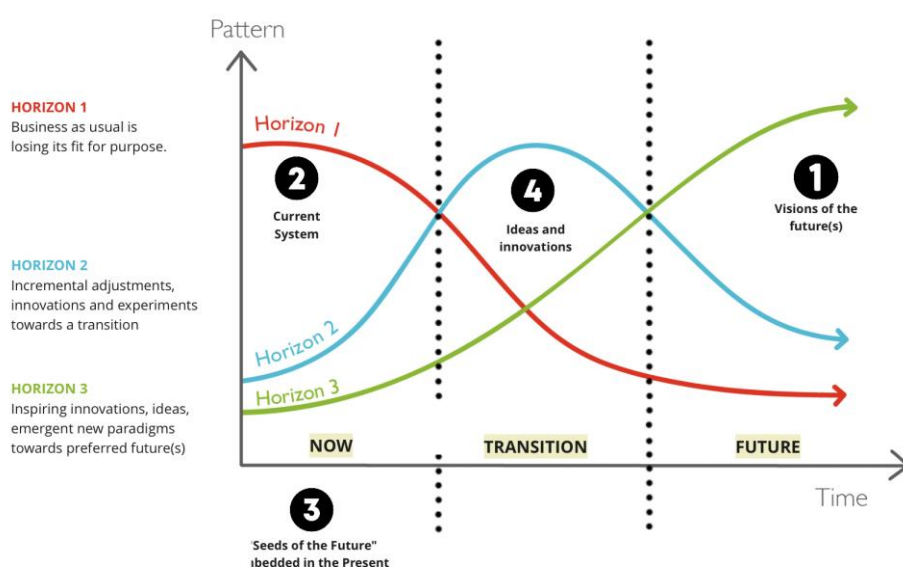 Pattern
HORIZON 1
Business as usual is
losing its fit for purpose.
Horizon 1
2
Current
System
4
Ideas and
innovations
1
Visions of the
future(s)
HORIZON 2
Incremental adjustments,
innovations and experiments
towards a transition
Horizon 2
HORIZON 3
Inspiring innovations, ideas,
emergent new paradigms
towards preferred future(s)
Horizon 3
NOW
TRANSITION
FUTURE
Time
3
"Seeds of the Future"
bedded in the Present